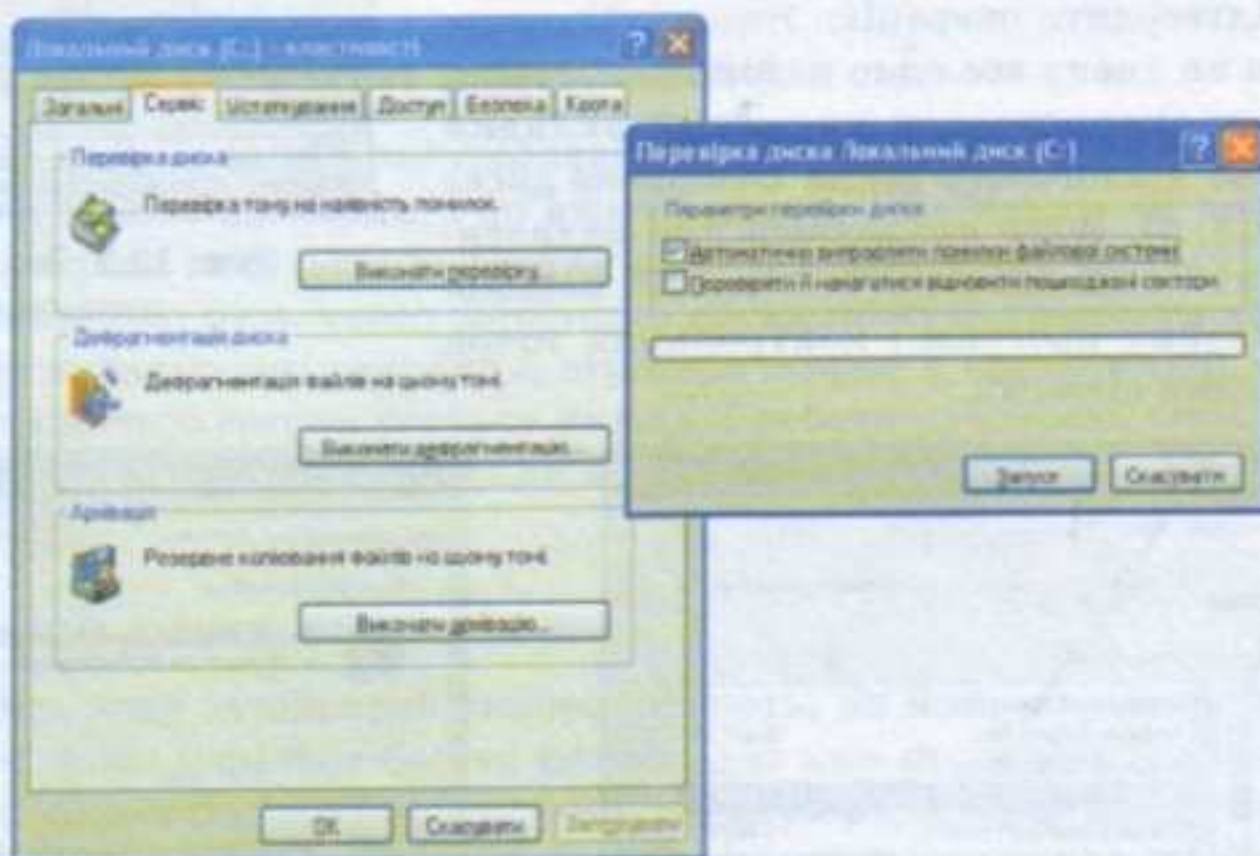 Локальний диск (C:) - властивості
Загальні Сервіс Устаткування Доступ Безпека Квота
Перевірка диска
Перевірка тому на наявність помилок.
Виконати перевірку...
Дефрагментація диска
Дефрагментація файлів на цьому томі.
Виконати дефрагментацію...
Архівація
Резервне копіювання файлів на цьому томі.
Виконати архівацію...
OK Скасувати Застосувати
Перевірка диска Локальний диск (C:)
Параметри перевірки диска
Автоматично виправляти помилки файлової системи
Перевіряти й намагатися відновити пошкоджені сектори
Запуск Скасувати